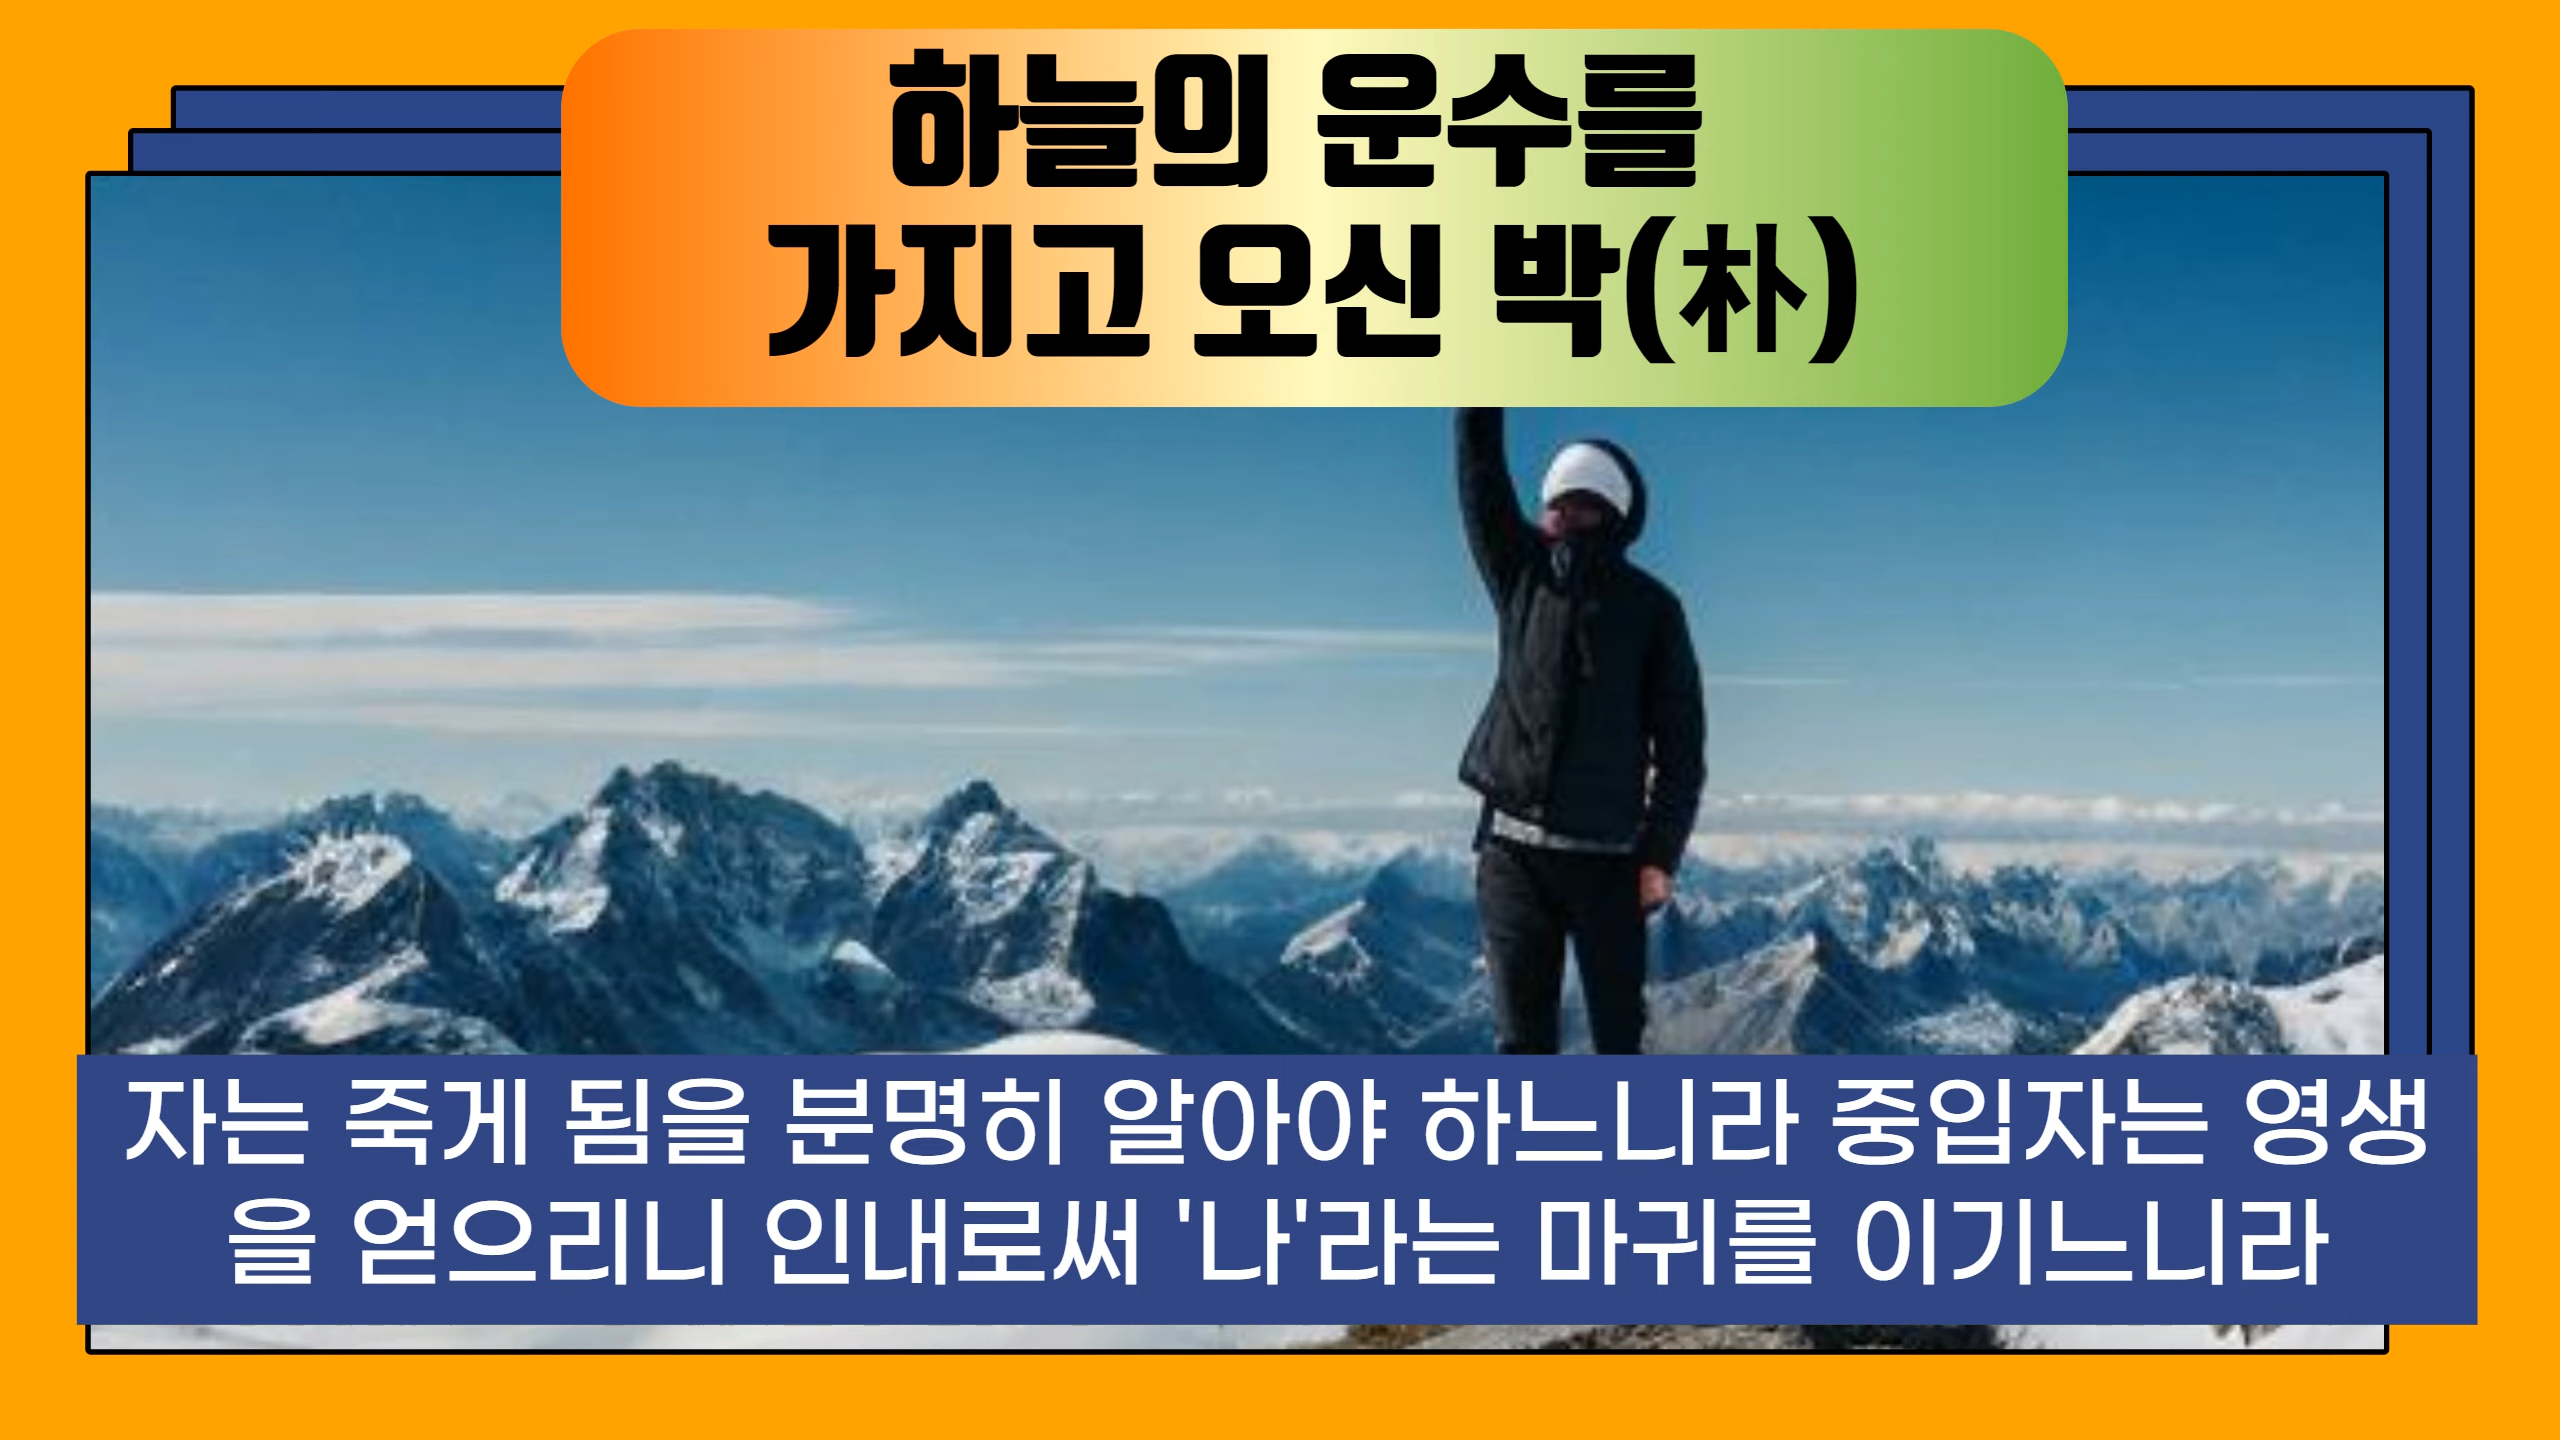 하늘의 운수를
가지고 오신 박(朴)
자는 죽게 됨을 분명히 알아야 하느니라 중입자는 영생
을 얻으리니 인내로써 '나'라는 마귀를 이기느니라